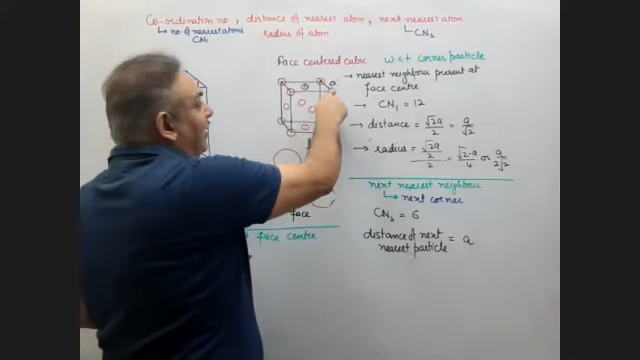 Co-ordination no, distance of nearest atom, next nearest atom
↳ no of nearest atoms
CN₁
radius of atom
↳ CN₂
Face centered cubic
w.r.t corner particle
a
→ nearest neighbour present at
face centre
→ CN₁ = 12
→ distance = √2a/2 = a/√2
→ radius = √2a/2/2 = √2·a/4 or a/2√2
next nearest neighbour
↳ next corner
CN₂ = 6
distance of next
nearest particle = a
face
face centre